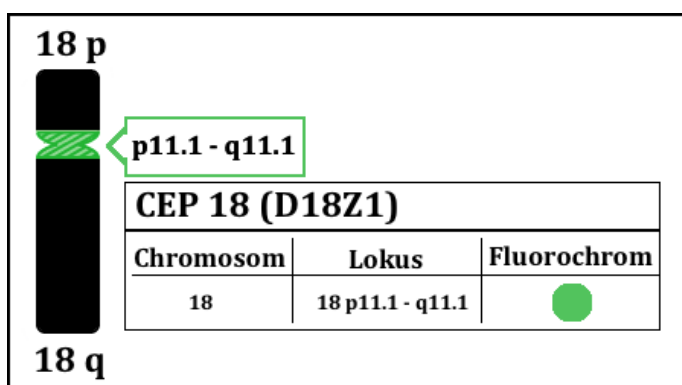 18 p
p11.1 - q11.1
CEP 18 (D18Z1)
Chromosom Lokus Fluorochrom
18 18 p11.1 - q11.1
18 q